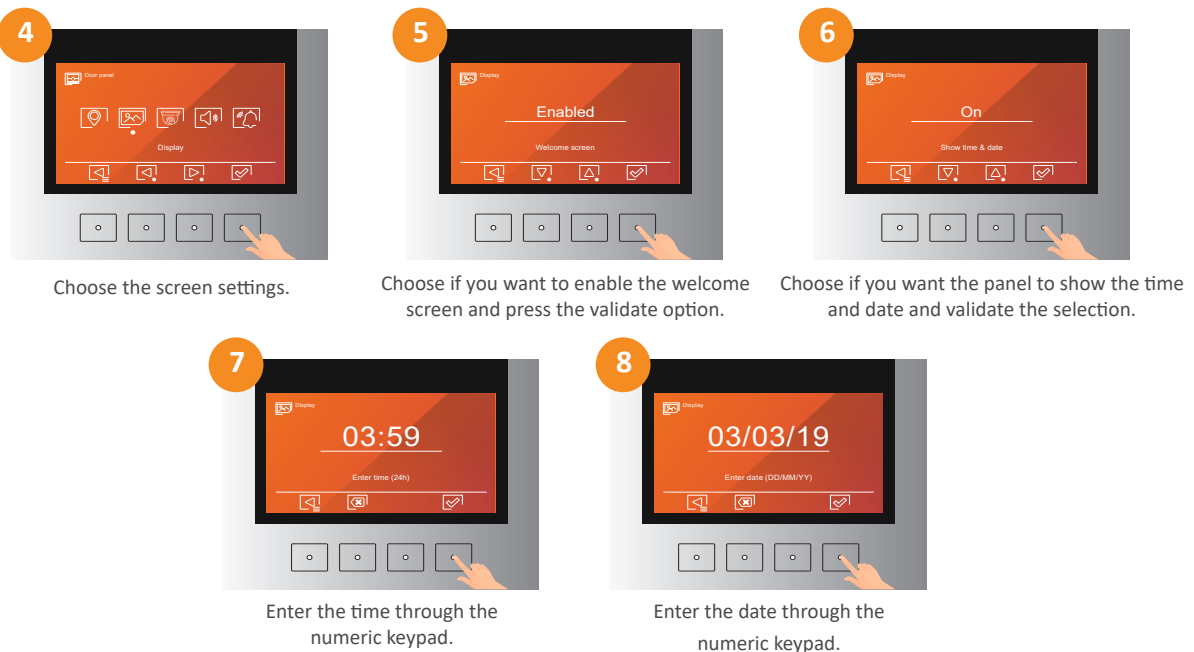 4
Door panel
Display
Choose the screen settings.
5
Display
Enabled
Welcome screen
Choose if you want to enable the welcome
screen and press the validate option.
6
Display
On
Show time & date
Choose if you want the panel to show the time
and date and validate the selection.
7
Display
03:59
Enter time (24h)
Enter the time through the
numeric keypad.
8
Display
03/03/19
Enter date (DD/MM/YY)
Enter the date through the
numeric keypad.